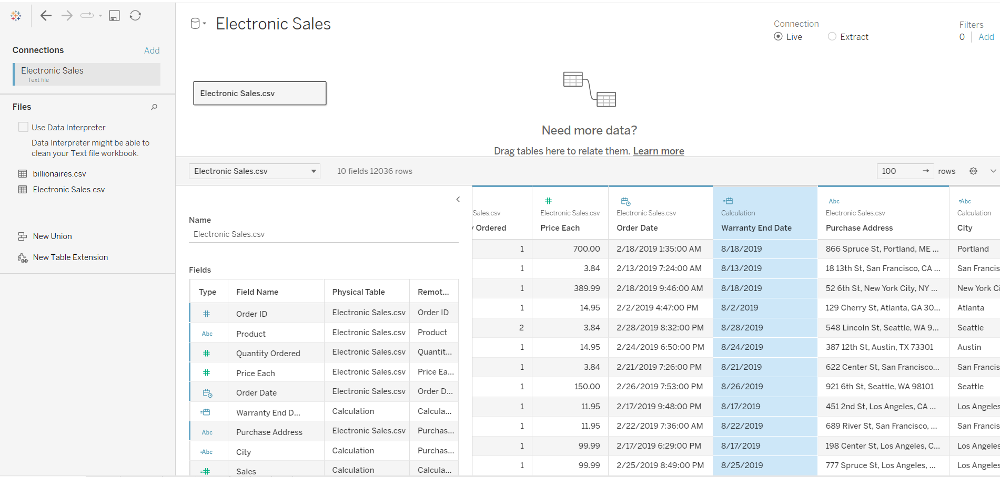 Electronic Sales
Connection
Live
Extract
Filters
0
Add
Connections
Add
Electronic Sales
Text file
Files
Use Data Interpreter
Data Interpreter might be able to
clean your Text file workbook.
billionaires.csv
Electronic Sales.csv
New Union
New Table Extension
Electronic Sales.csv
Need more data?
Drag tables here to relate them. Learn more
Electronic Sales.csv
10 fields 12036 rows
100 → rows
Name
Electronic Sales.csv
Fields
Type Field Name Physical Table Remot...
# Order ID Electronic Sales.csv Order ID
Abc Product Electronic Sales.csv Product
# Quantity Ordered Electronic Sales.csv Quantit...
# Price Each Electronic Sales.csv Price Ea...
Order Date Electronic Sales.csv Order D...
Warranty End D... Calculation Calcula...
Abc Purchase Address Electronic Sales.csv Purchas...
=Abc City Calculation Purchas...
=# Sales Calculation Calcula...
# Abc =Abc
Sales.csv Electronic Sales.csv Electronic Sales.csv Calculation Electronic Sales.csv Calculation
Ordered Price Each Order Date Warranty End Date Purchase Address City
1 700.00 2/18/2019 1:35:00 AM 8/18/2019 866 Spruce St, Portland, ME ... Portland
1 3.84 2/13/2019 7:24:00 AM 8/13/2019 18 13th St, San Francisco, CA ... San Francis
1 389.99 2/18/2019 9:46:00 AM 8/18/2019 52 6th St, New York City, NY ... New York Ci
1 14.95 2/2/2019 4:47:00 PM 8/2/2019 129 Cherry St, Atlanta, GA 30... Atlanta
2 3.84 2/28/2019 8:32:00 PM 8/28/2019 548 Lincoln St, Seattle, WA 9... Seattle
1 14.95 2/24/2019 6:50:00 PM 8/24/2019 387 12th St, Austin, TX 73301 Austin
1 3.84 2/21/2019 7:26:00 PM 8/21/2019 622 Center St, San Francisco... San Francis
1 150.00 2/26/2019 7:53:00 PM 8/26/2019 921 6th St, Seattle, WA 98101 Seattle
1 11.95 2/17/2019 9:48:00 PM 8/17/2019 451 2nd St, Los Angeles, CA ... Los Angeles
1 11.95 2/22/2019 7:36:00 AM 8/22/2019 689 River St, San Francisco, ... San Francis
1 99.99 2/17/2019 6:29:00 PM 8/17/2019 198 Center St, Los Angeles, C... Los Angeles
1 99.99 2/25/2019 8:49:00 PM 8/25/2019 777 Spruce St, Los Angeles, ... Los Angeles